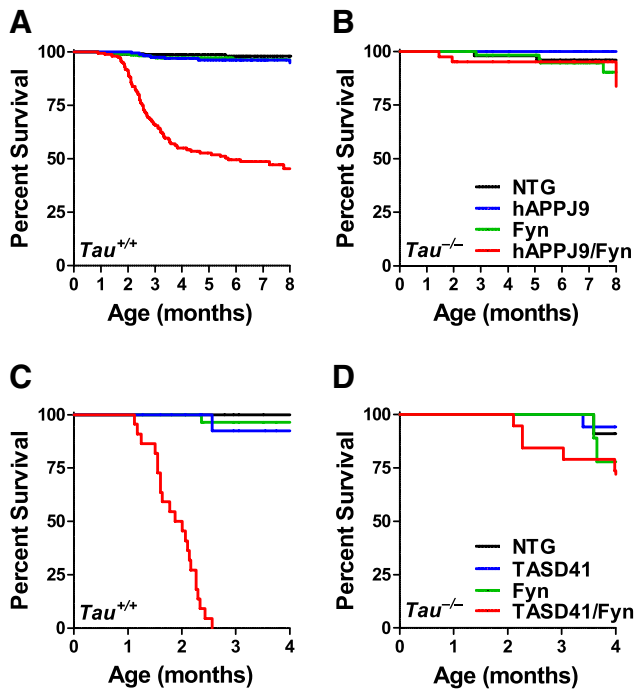 A
Percent Survival
100
75
50
25
0
Tau+/+
0 1 2 3 4 5 6 7 8
Age (months)
B
Percent Survival
100
75
50
25
0
NTG
hAPPJ9
Fyn
hAPPJ9/Fyn
Tau–/–
0 1 2 3 4 5 6 7 8
Age (months)
C
Percent Survival
100
75
50
25
0
Tau+/+
0 1 2 3 4
Age (months)
D
Percent Survival
100
75
50
25
0
NTG
TASD41
Fyn
TASD41/Fyn
Tau–/–
0 1 2 3 4
Age (months)